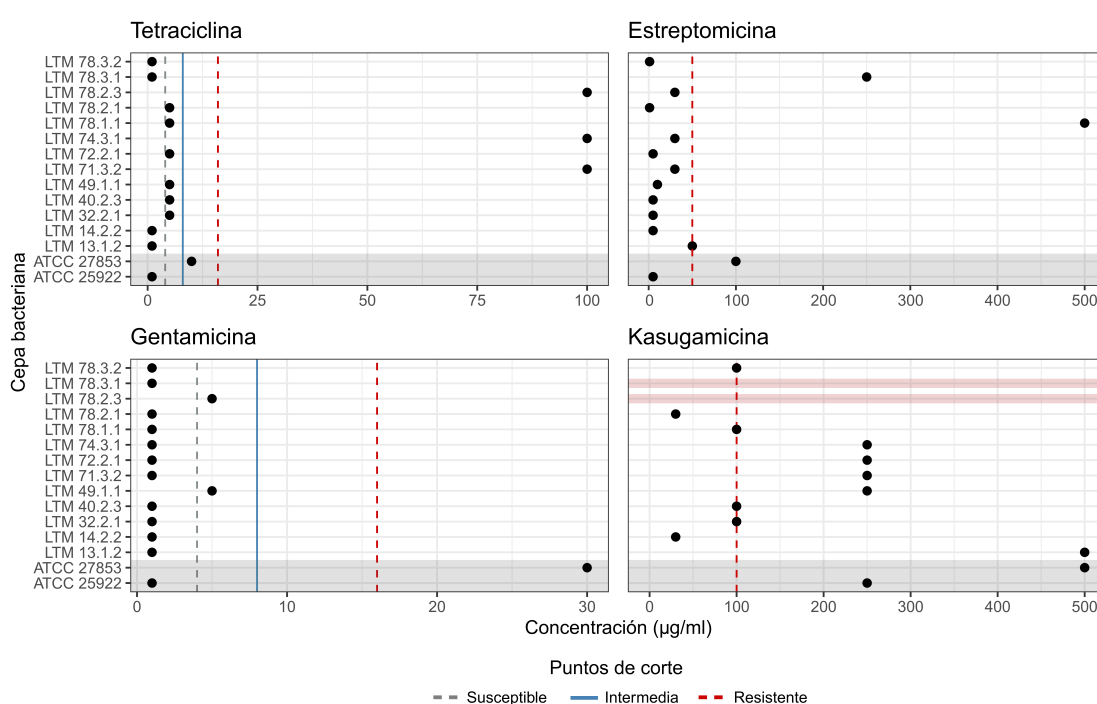 Tetraciclina
Estreptomicina
LTM 78.3.2
LTM 78.3.1
LTM 78.2.3
LTM 78.2.1
LTM 78.1.1
LTM 74.3.1
LTM 72.2.1
LTM 71.3.2
LTM 49.1.1
LTM 40.2.3
LTM 32.2.1
LTM 14.2.2
LTM 13.1.2
ATCC 27853
ATCC 25922
0 25 50 75 100
0 100 200 300 400 500
Cepa bacteriana
Gentamicina
Kasugamicina
LTM 78.3.2
LTM 78.3.1
LTM 78.2.3
LTM 78.2.1
LTM 78.1.1
LTM 74.3.1
LTM 72.2.1
LTM 71.3.2
LTM 49.1.1
LTM 40.2.3
LTM 32.2.1
LTM 14.2.2
LTM 13.1.2
ATCC 27853
ATCC 25922
0 10 20 30
0 100 200 300 400 500
Concentración (µg/ml)
Puntos de corte
Susceptible Intermedia Resistente